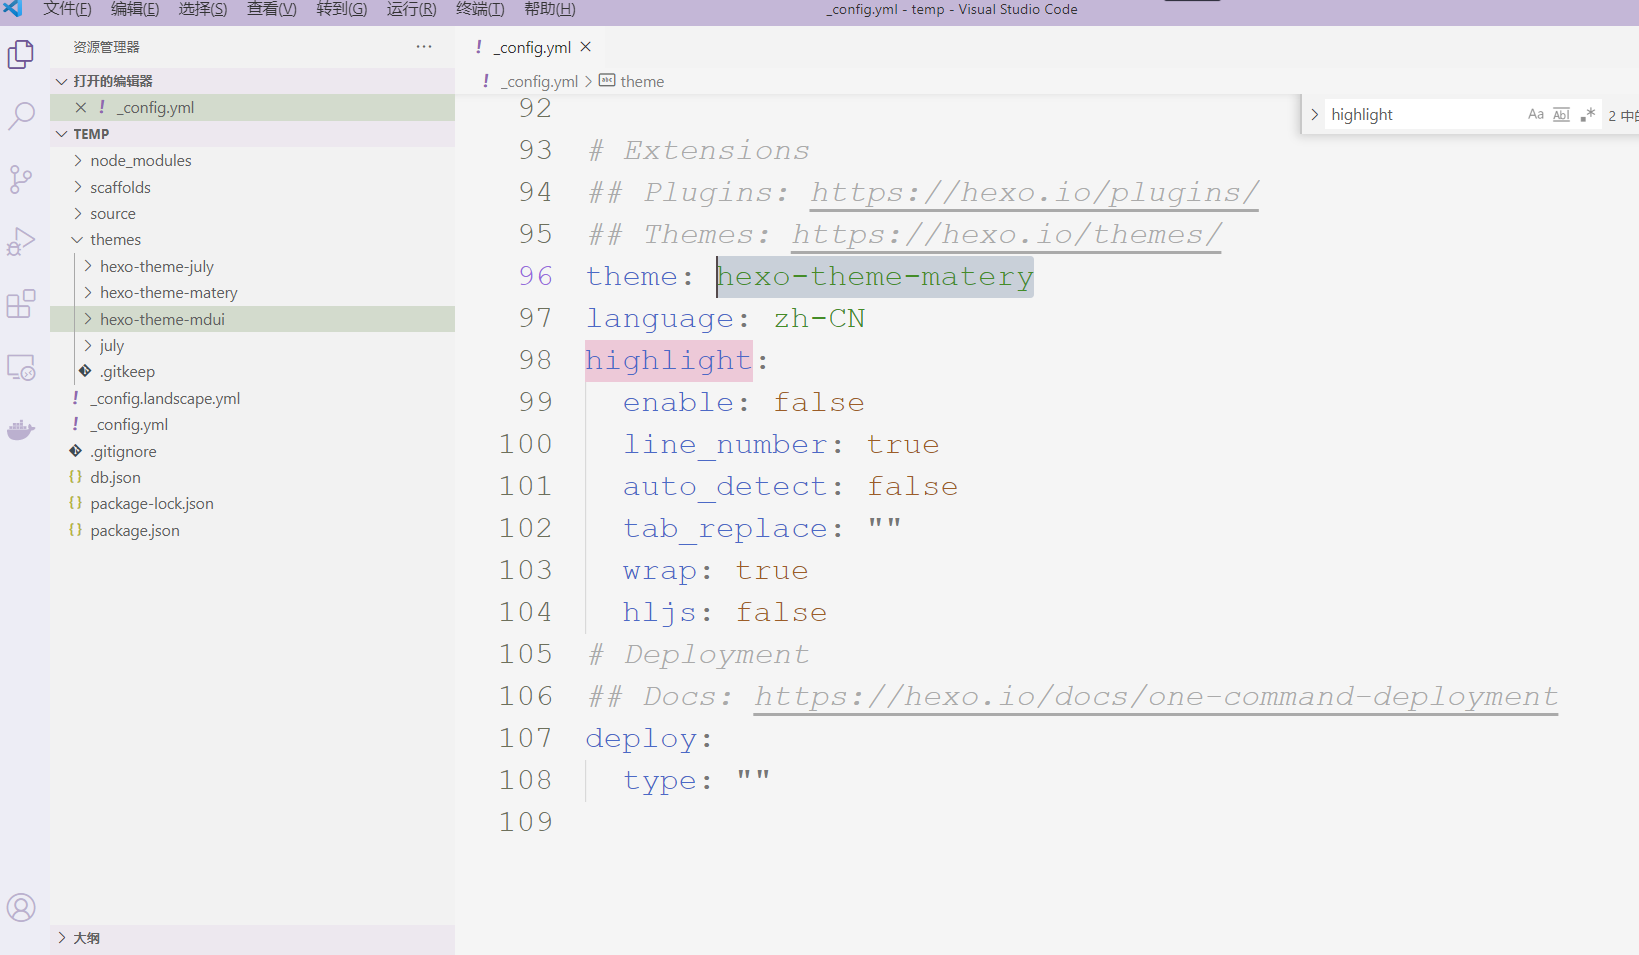 文件(F) 编辑(E) 选择(S) 查看(V) 转到(G) 运行(R) 终端(T) 帮助(H) _config.yml - temp - Visual Studio Code
资源管理器 ···
打开的编辑器
_config.yml
TEMP
node_modules
scaffolds
source
themes
hexo-theme-july
hexo-theme-matery
hexo-theme-mdui
july
.gitkeep
_config.landscape.yml
_config.yml
.gitignore
db.json
package-lock.json
package.json
大纲
! _config.yml ×
! _config.yml > abc theme
highlight Aa Abl .* 2 中
92
93 # Extensions
94 ## Plugins: https://hexo.io/plugins/
95 ## Themes: https://hexo.io/themes/
96 theme: hexo-theme-matery
97 language: zh-CN
98 highlight:
99   enable: false
100   line_number: true
101   auto_detect: false
102   tab_replace: ""
103   wrap: true
104   hljs: false
105 # Deployment
106 ## Docs: https://hexo.io/docs/one-command-deployment
107 deploy:
108   type: ""
109